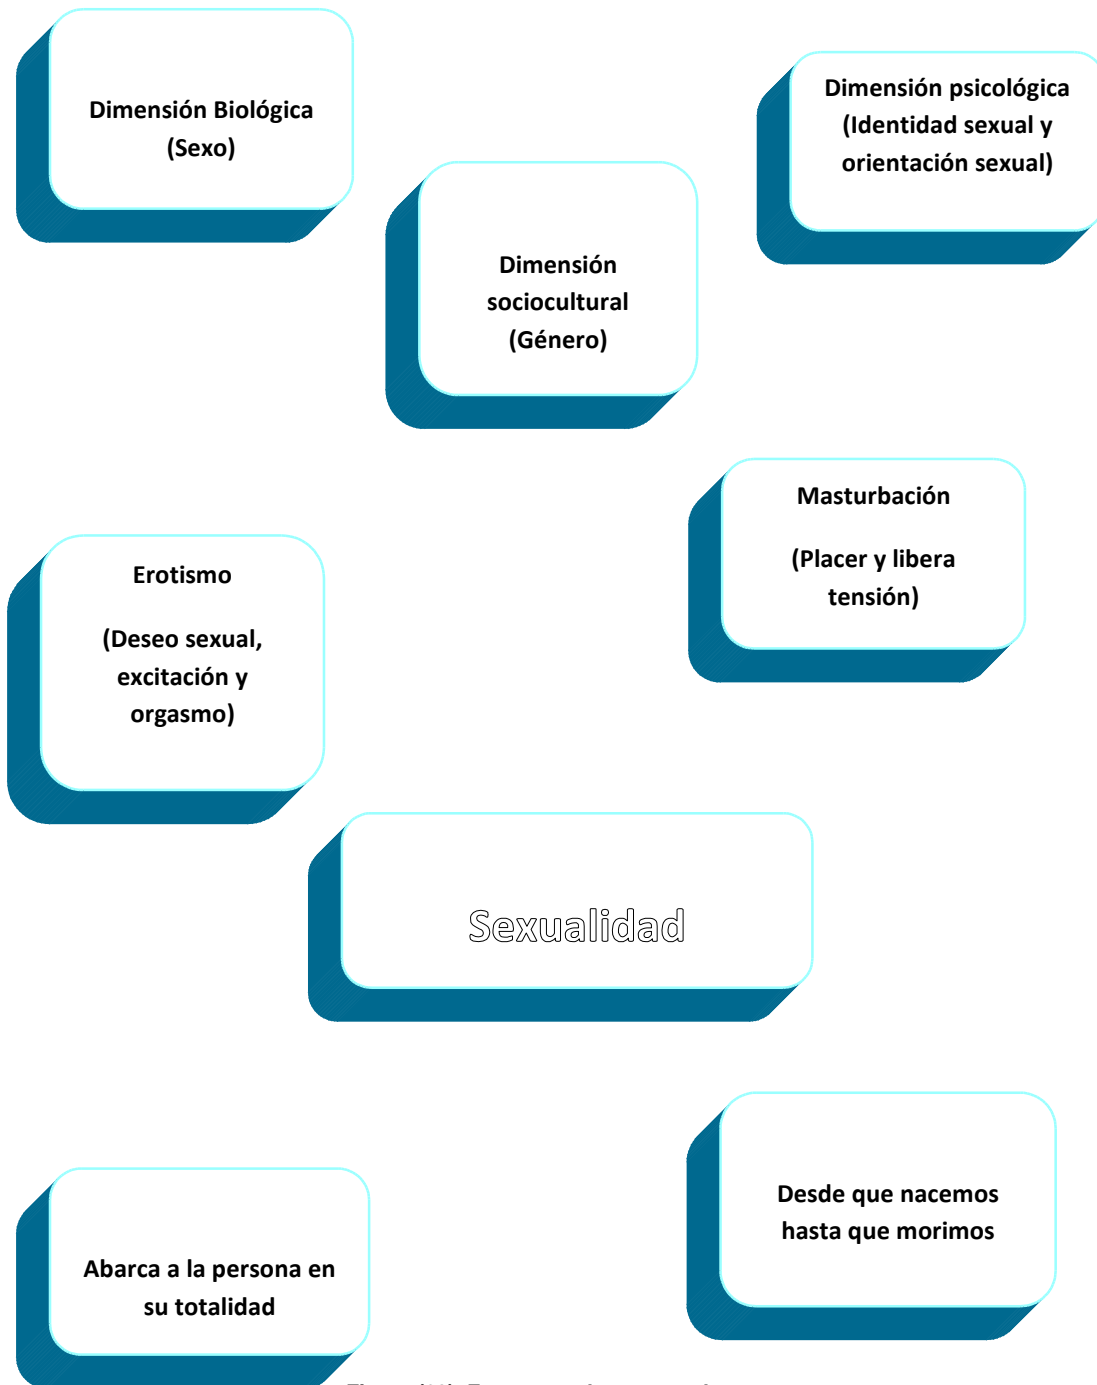 Dimensión Biológica
(Sexo)
Dimensión psicológica
(Identidad sexual y
orientación sexual)
Dimensión
sociocultural
(Género)
Masturbación
(Placer y libera
tensión)
Erotismo
(Deseo sexual,
excitación y
orgasmo)
Sexualidad
Desde que nacemos
hasta que morimos
Abarca a la persona en
su totalidad